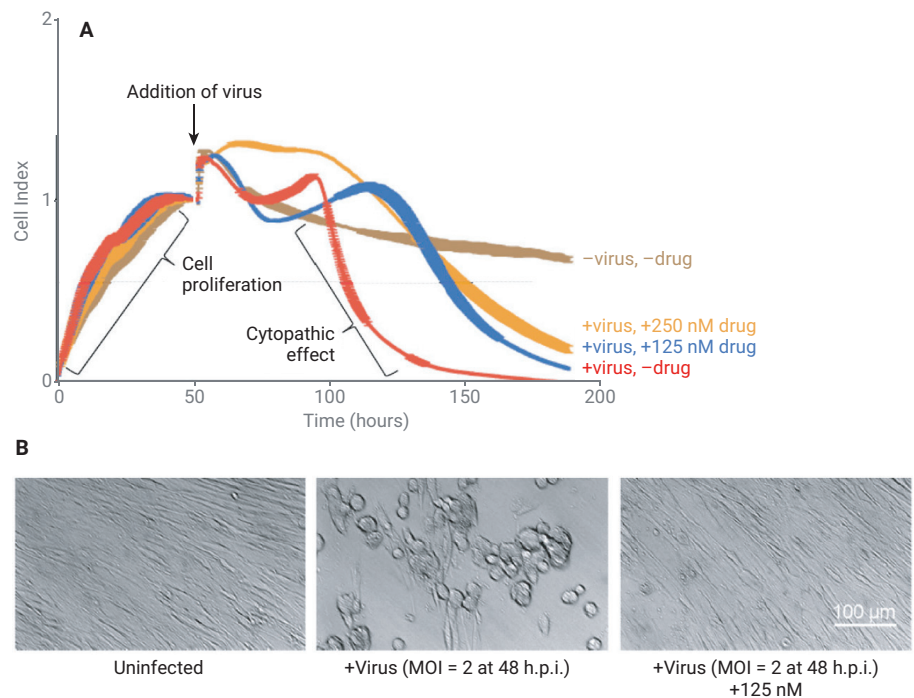 A
2
Addition of virus
Cell Index
1
Cell
proliferation
−virus, −drug
Cytopathic
effect
+virus, +250 nM drug
+virus, +125 nM drug
+virus, −drug
0
0
50
100
150
200
Time (hours)
B
100 µm
Uninfected
+Virus (MOI = 2 at 48 h.p.i.)
+Virus (MOI = 2 at 48 h.p.i.)
+125 nM